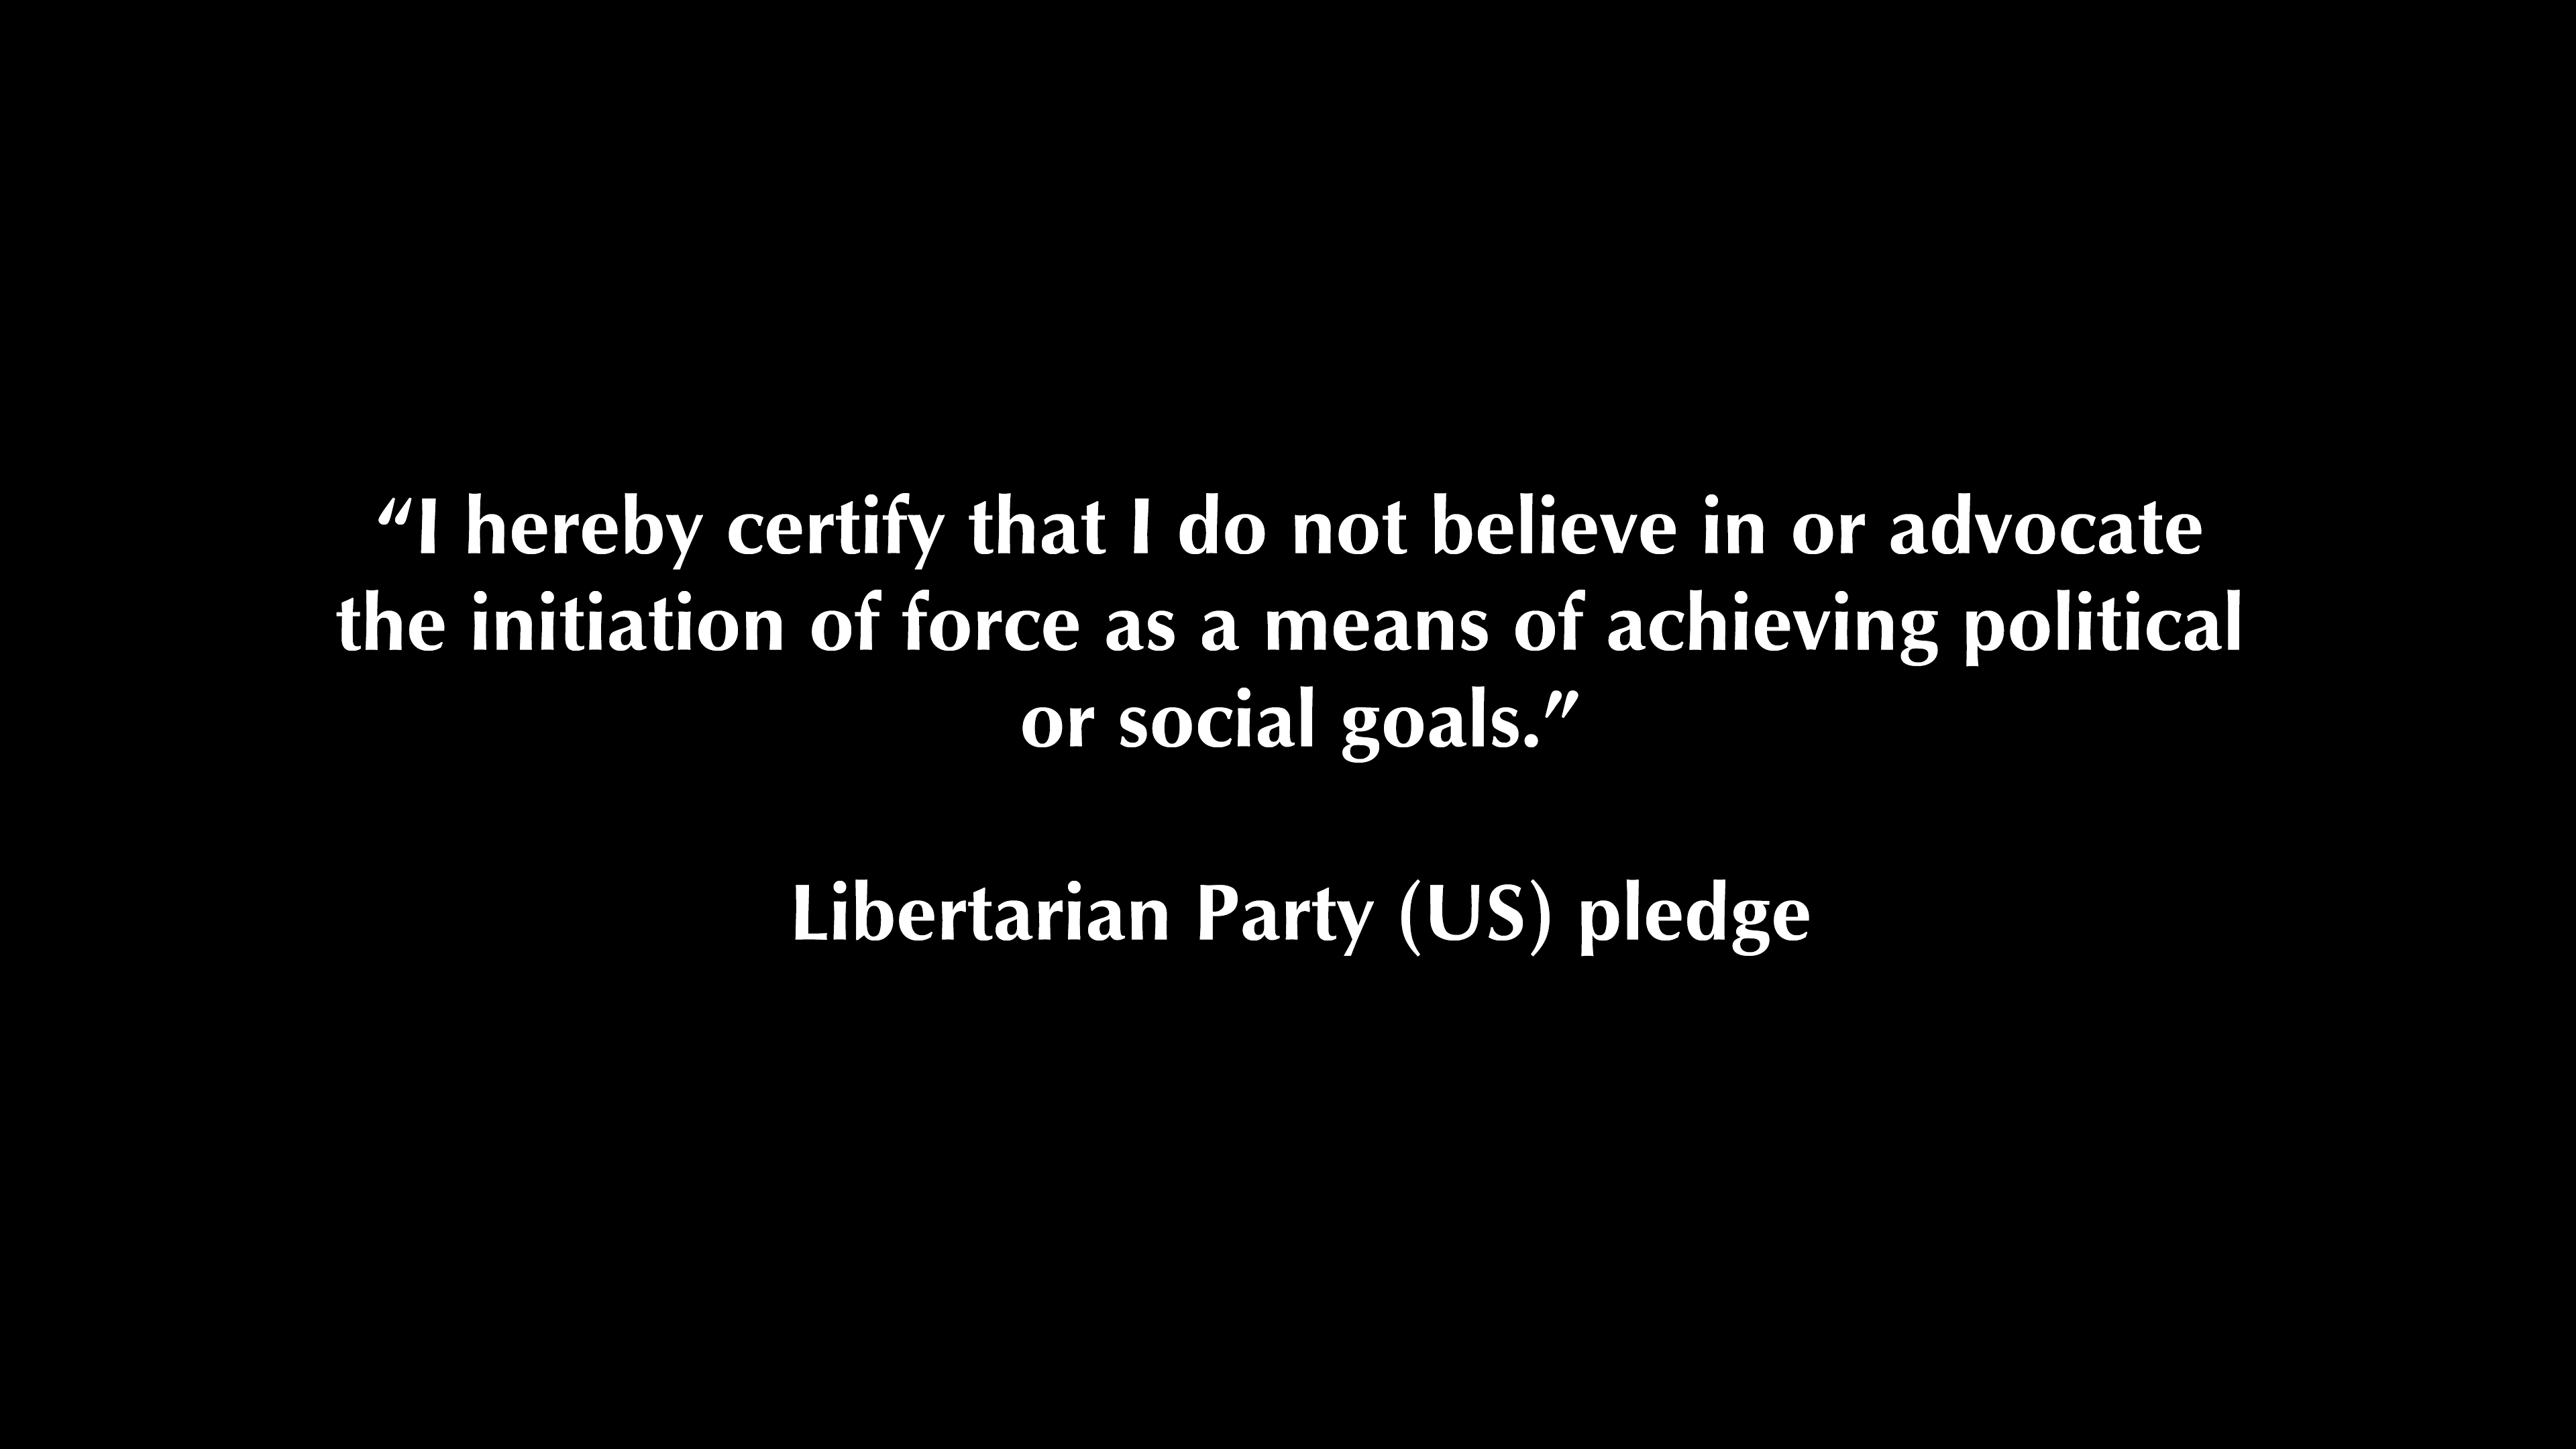 “I hereby certify that I do not believe in or advocate
the initiation of force as a means of achieving political
or social goals.”
Libertarian Party (US) pledge